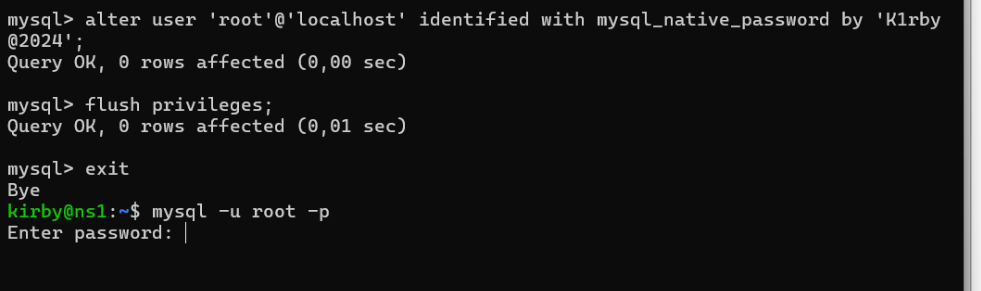 mysql> alter user 'root'@'localhost' identified with mysql_native_password by 'K1rby
@2024';
Query OK, 0 rows affected (0,00 sec)
mysql> flush privileges;
Query OK, 0 rows affected (0,01 sec)
mysql> exit
Bye
kirby@ns1:~$ mysql -u root -p
Enter password: